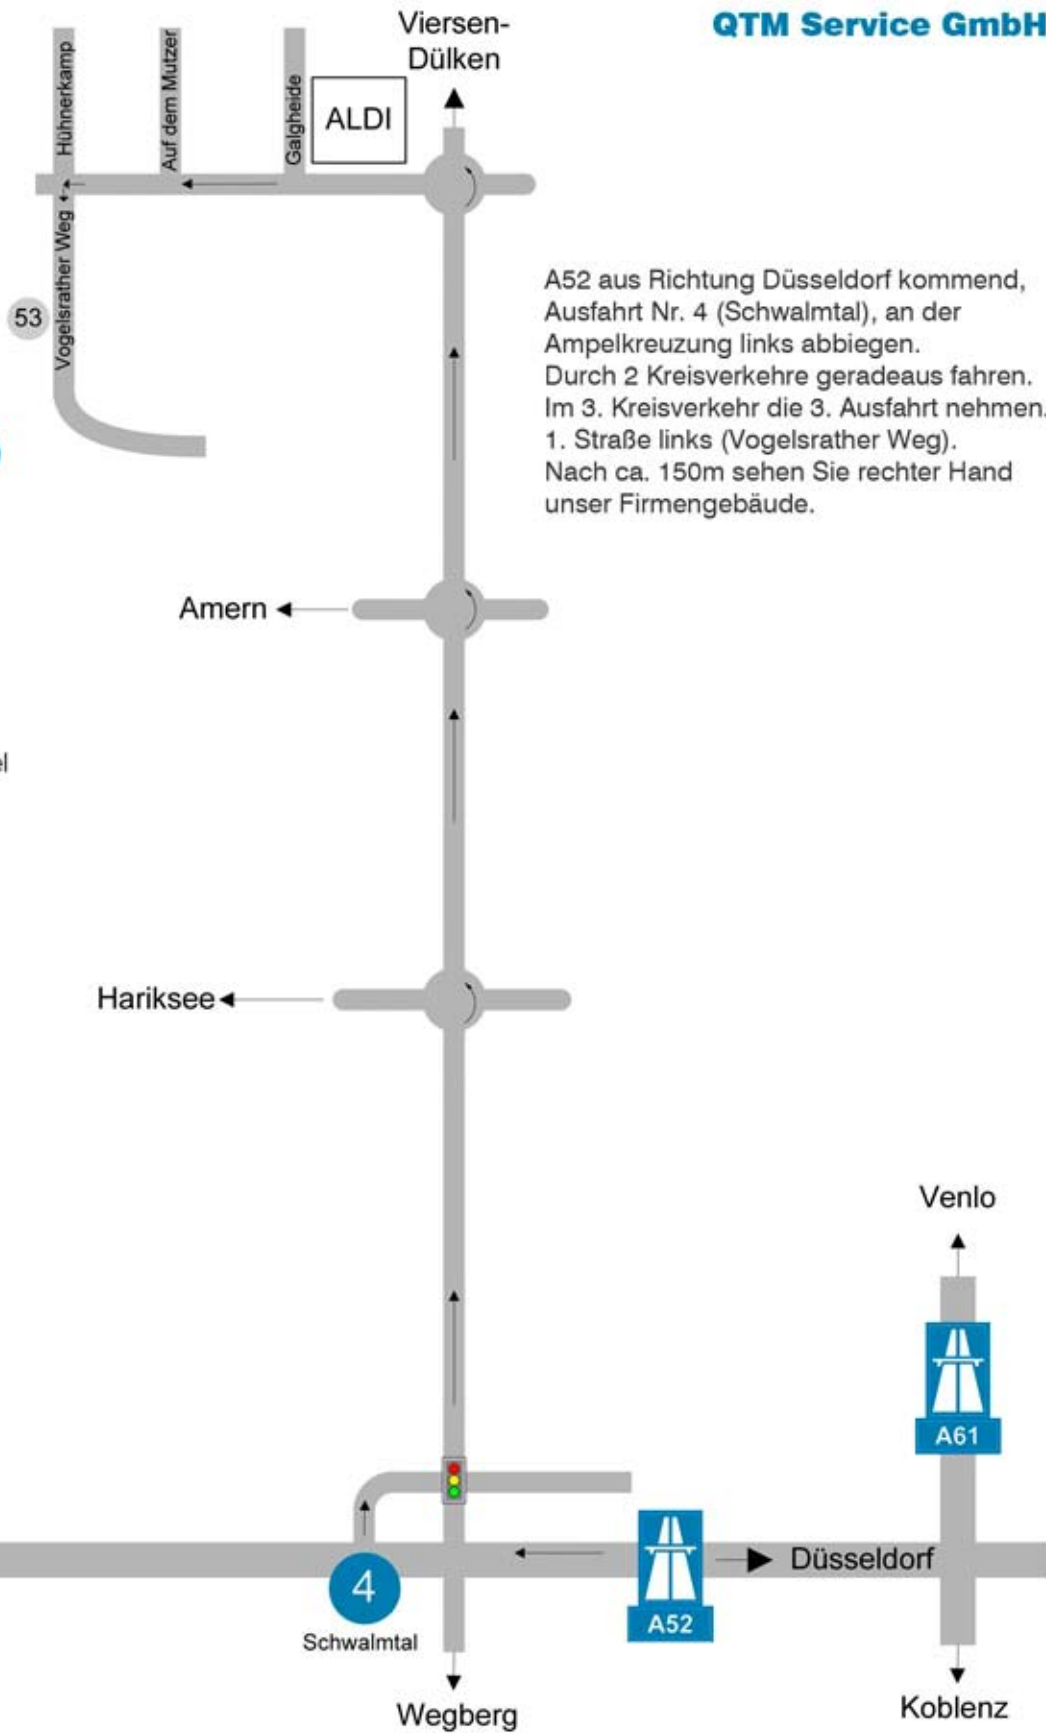 QTM Service GmbH
Viersen-
Dülken
Hühnerkamp
Auf dem Mutzer
Galgheide
ALDI
Vogelsrather Weg
53
A52 aus Richtung Düsseldorf kommend,
Ausfahrt Nr. 4 (Schwalmtal), an der
Ampelkreuzung links abbiegen.
Durch 2 Kreisverkehre geradeaus fahren.
Im 3. Kreisverkehr die 3. Ausfahrt nehmen.
1. Straße links (Vogelsrather Weg).
Nach ca. 150m sehen Sie rechter Hand
unser Firmengebäude.
Amern
Hariksee
Venlo
A61
Düsseldorf
A52
4
Schwalmtal
Wegberg
Koblenz